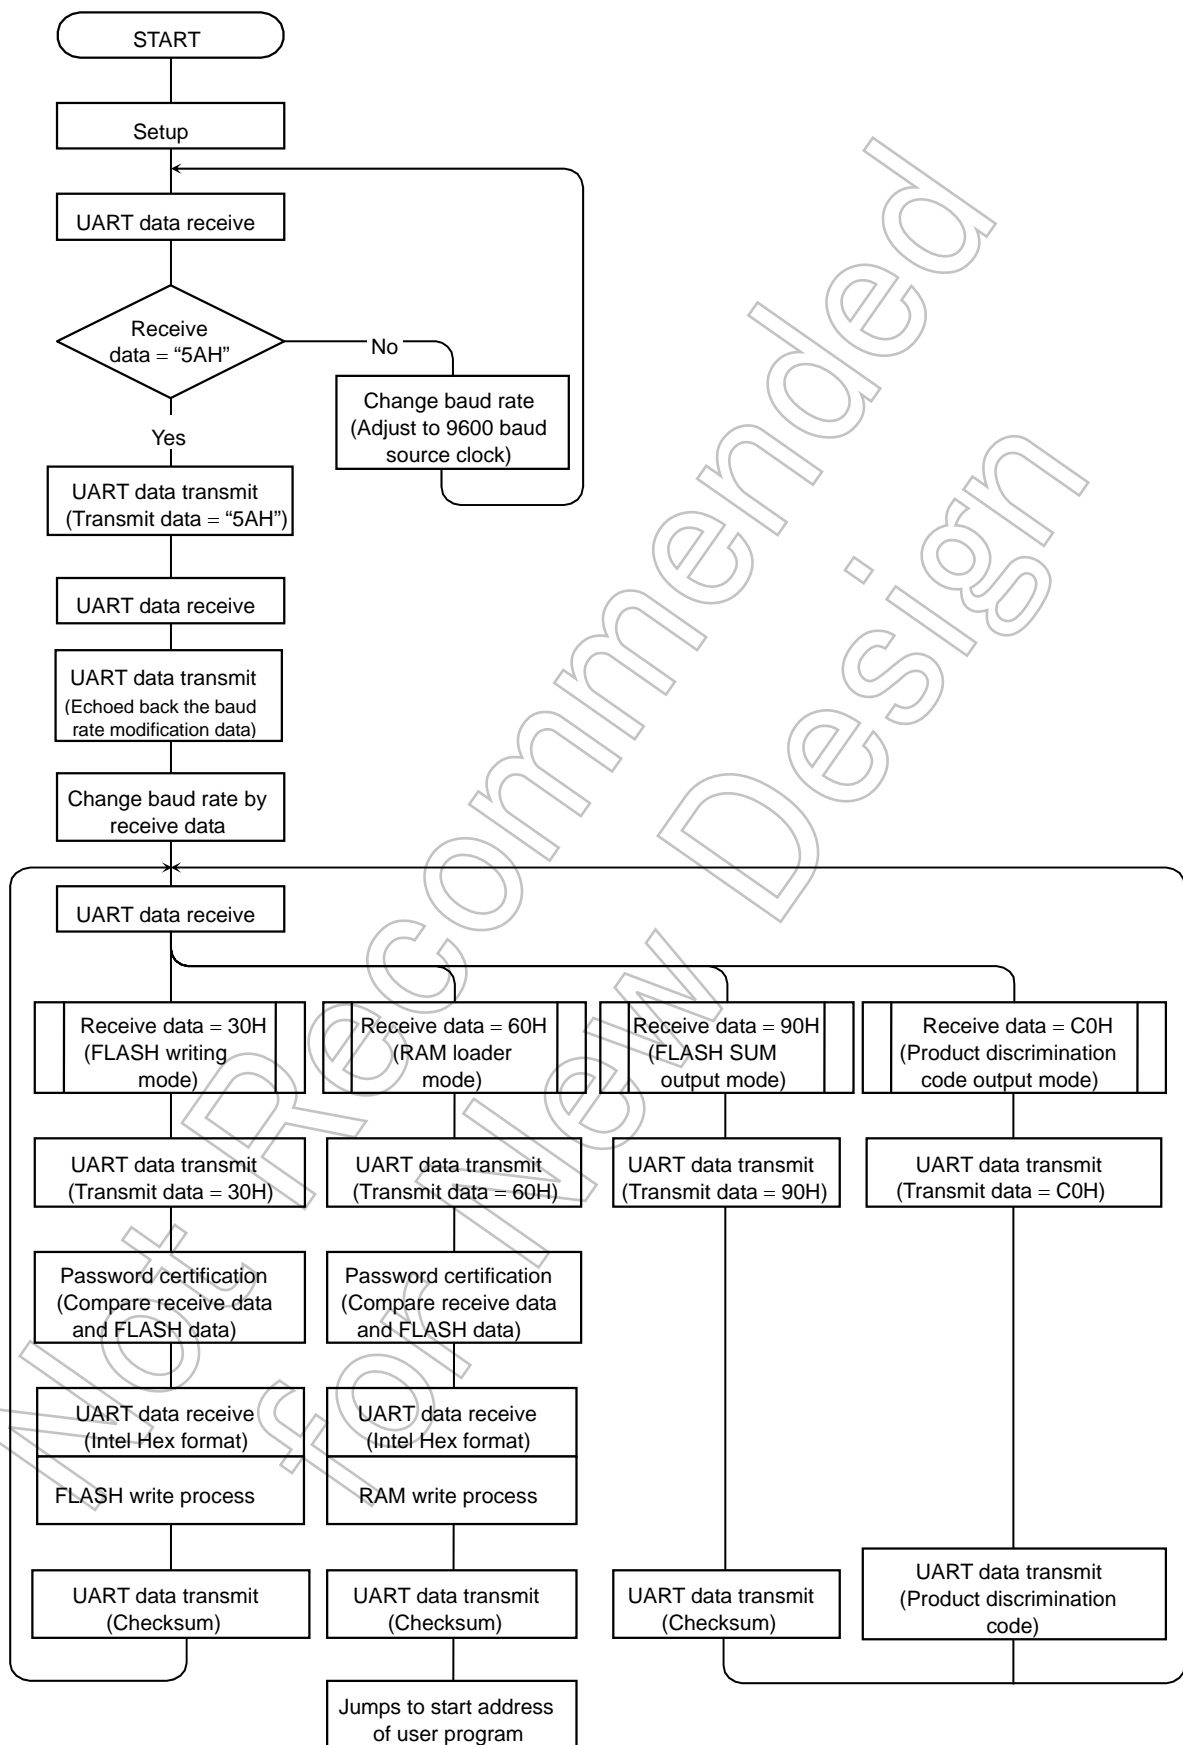 START
Setup
UART data receive
Receive
data = “5AH”
No
Change baud rate
(Adjust to 9600 baud
source clock)
Yes
UART data transmit
(Transmit data = “5AH”)
UART data receive
UART data transmit
(Echoed back the baud
rate modification data)
Change baud rate by
receive data
UART data receive
Receive data = 30H
(FLASH writing
mode)
Receive data = 60H
(RAM loader
mode)
Receive data = 90H
(FLASH SUM
output mode)
Receive data = C0H
(Product discrimination
code output mode)
UART data transmit
(Transmit data = 30H)
UART data transmit
(Transmit data = 60H)
UART data transmit
(Transmit data = 90H)
UART data transmit
(Transmit data = C0H)
Password certification
(Compare receive data
and FLASH data)
Password certification
(Compare receive data
and FLASH data)
UART data receive
(Intel Hex format)
FLASH write process
UART data receive
(Intel Hex format)
RAM write process
UART data transmit
(Checksum)
UART data transmit
(Checksum)
UART data transmit
(Checksum)
UART data transmit
(Product discrimination
code)
Jumps to start address
of user program
Not Recommended
for New Design